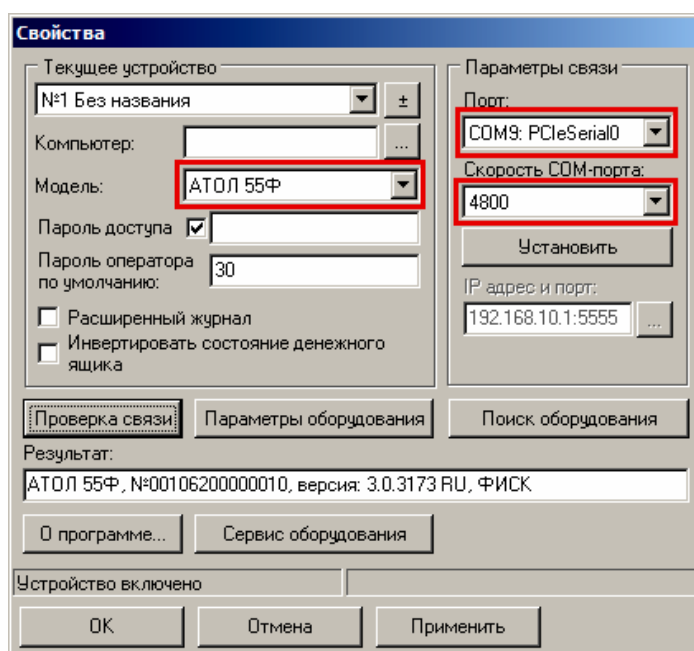 Свойства
Текущее устройство
№1 Без названия
±
Компьютер:
...
Модель:
АТОЛ 55Ф
Пароль доступа
Пароль оператора
по умолчанию:
30
Расширенный журнал
Инвертировать состояние денежного
ящика
Параметры связи
Порт:
COM9: PCIeSerial0
Скорость COM-порта:
4800
Установить
IP адрес и порт:
192.168.10.1:5555
...
Проверка связи
Параметры оборудования
Поиск оборудования
Результат:
АТОЛ 55Ф, №00106200000010, версия: 3.0.3173 RU, ФИСК
О программе...
Сервис оборудования
Устройство включено
OK
Отмена
Применить